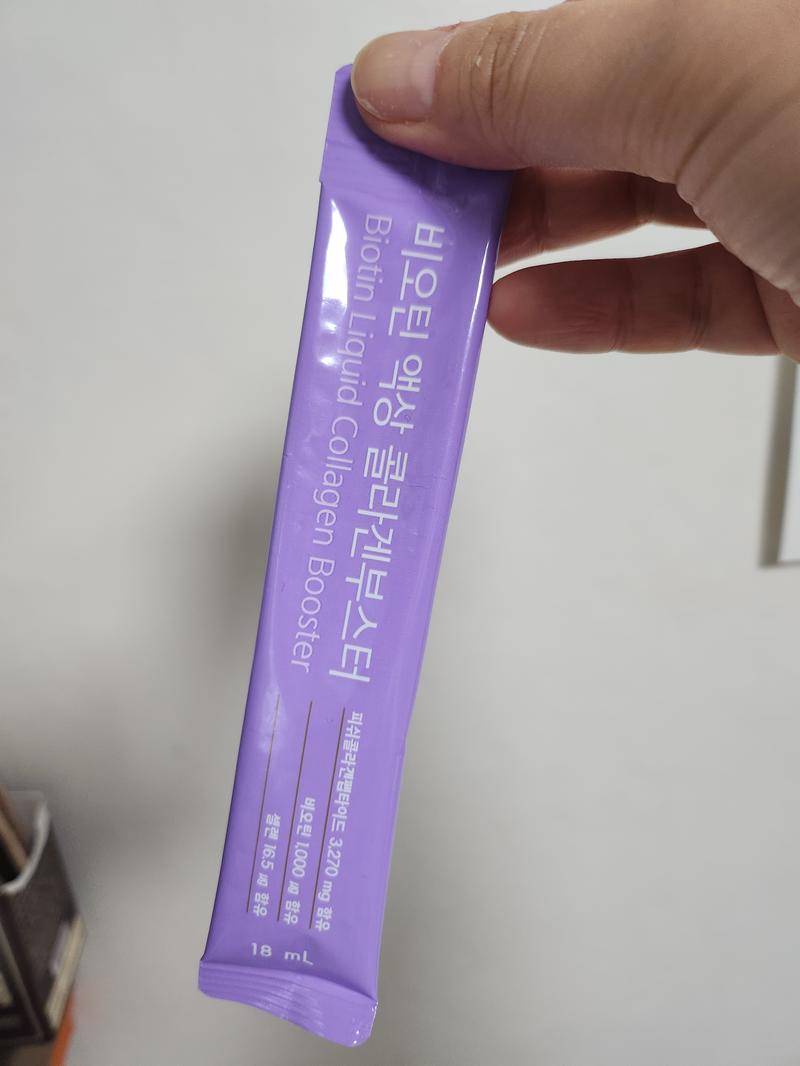 비오틴 액상 콜라겐부스터
Biotin Liquid Collagen Booster
피쉬콜라겐펩타이드 3,270 mg 함유
비오틴 1,000 μg 함유
셀렌 16.5 μg 함유
18 mL